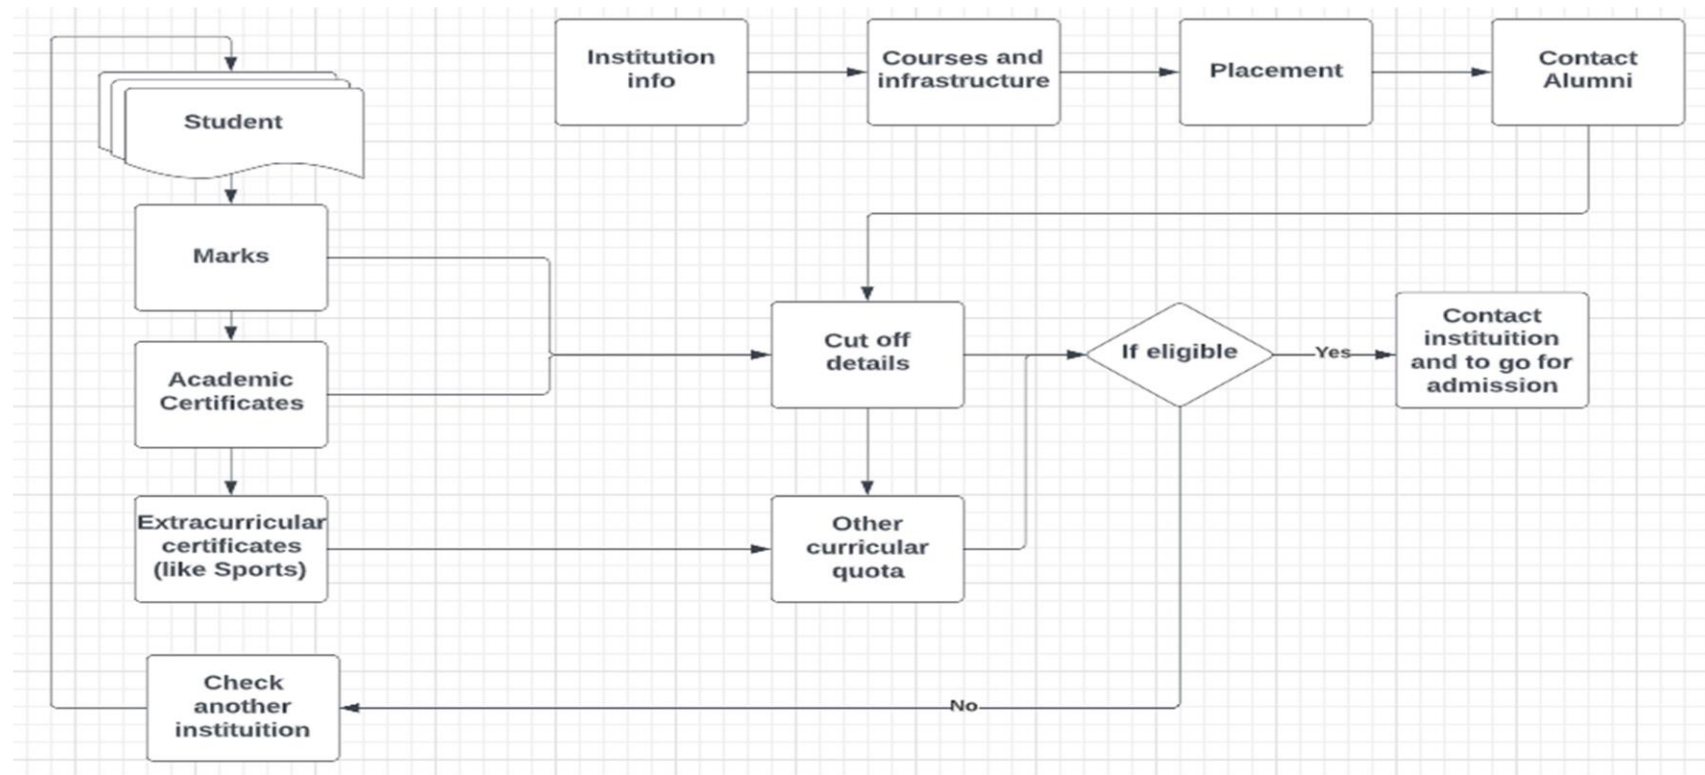 Student
Institution
info
Courses and
infrastructure
Placement
Contact
Alumni
Marks
Academic
Certificates
Extracurricular
certificates
(like Sports)
Cut off
details
Other
curricular
quota
If eligible
Yes
Contact
instituition
and to go for
admission
No
Check
another
instituition